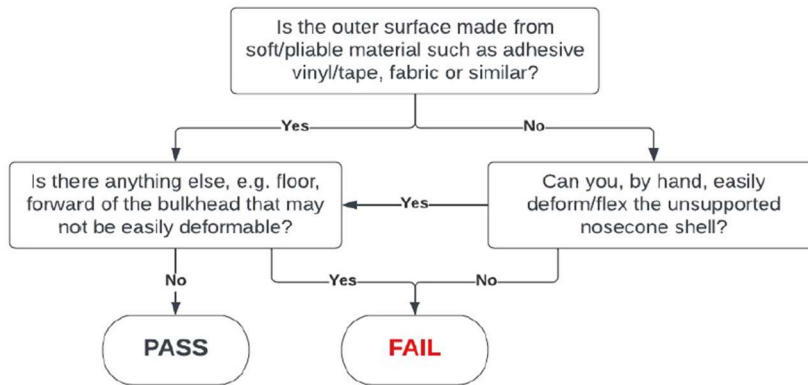 Is the outer surface made from
soft/pliable material such as adhesive
vinyl/tape, fabric or similar?
Yes
No
Is there anything else, e.g. floor,
forward of the bulkhead that may
not be easily deformable?
Yes
Can you, by hand, easily
deform/flex the unsupported
nosecone shell?
No
Yes
No
PASS
FAIL